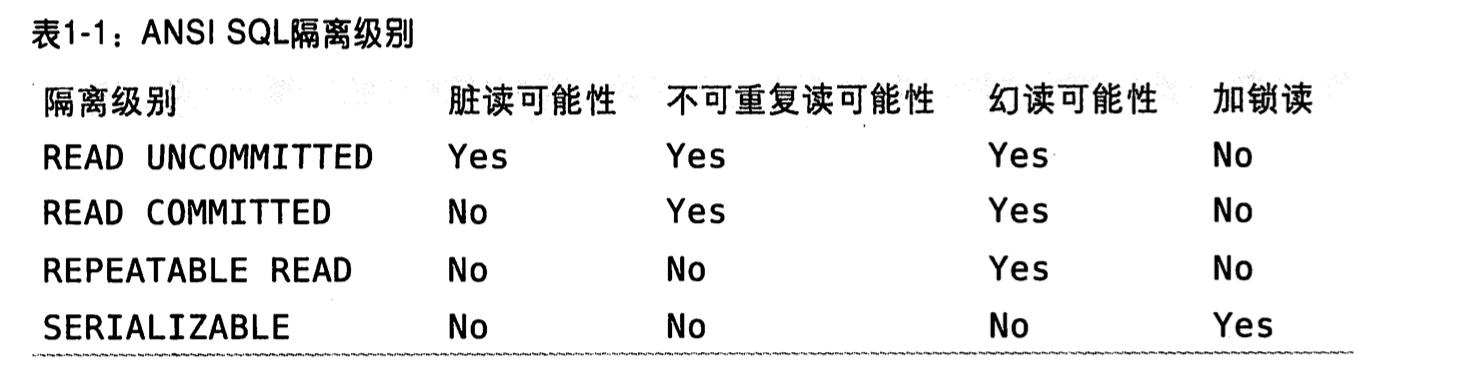 表1-1：ANSI SQL隔离级别
隔离级别 脏读可能性 不可重复读可能性 幻读可能性 加锁读
READ UNCOMMITTED Yes Yes Yes No
READ COMMITTED No Yes Yes No
REPEATABLE READ No No Yes No
SERIALIZABLE No No No Yes